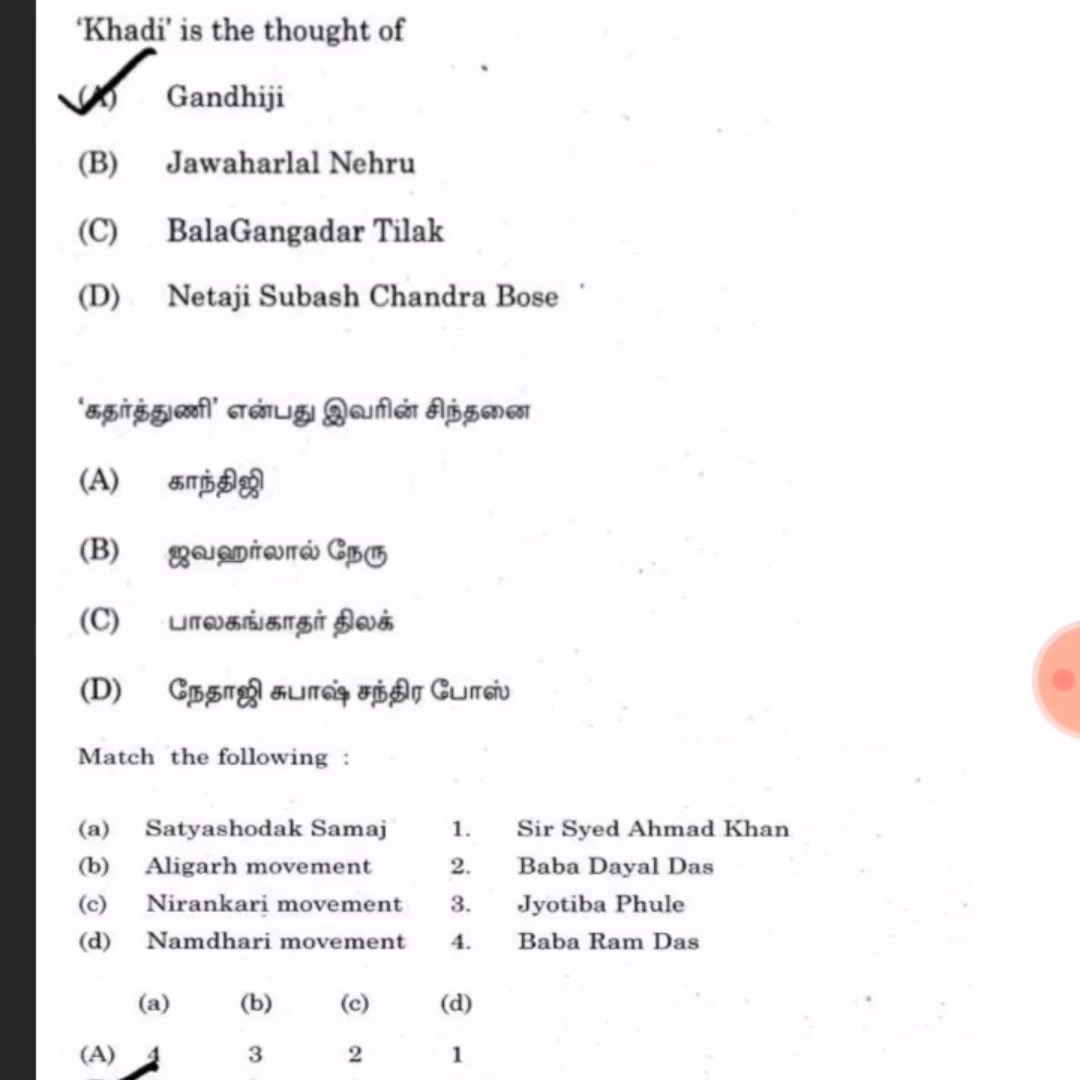 ‘Khadi’ is the thought of
(A) Gandhiji
(B) Jawaharlal Nehru
(C) BalaGangadar Tilak
(D) Netaji Subash Chandra Bose
‘கதர்த்துணி’ என்பது இவரின் சிந்தனை
(A) காந்திஜி
(B) ஜவஹர்லால் நேரு
(C) பாலகங்காதர் திலக்
(D) நேதாஜி சுபாஷ் சந்திர போஸ்
Match the following :
(a) Satyashodak Samaj 1. Sir Syed Ahmad Khan
(b) Aligarh movement 2. Baba Dayal Das
(c) Nirankari movement 3. Jyotiba Phule
(d) Namdhari movement 4. Baba Ram Das
(a) (b) (c) (d)
(A) 4 3 2 1